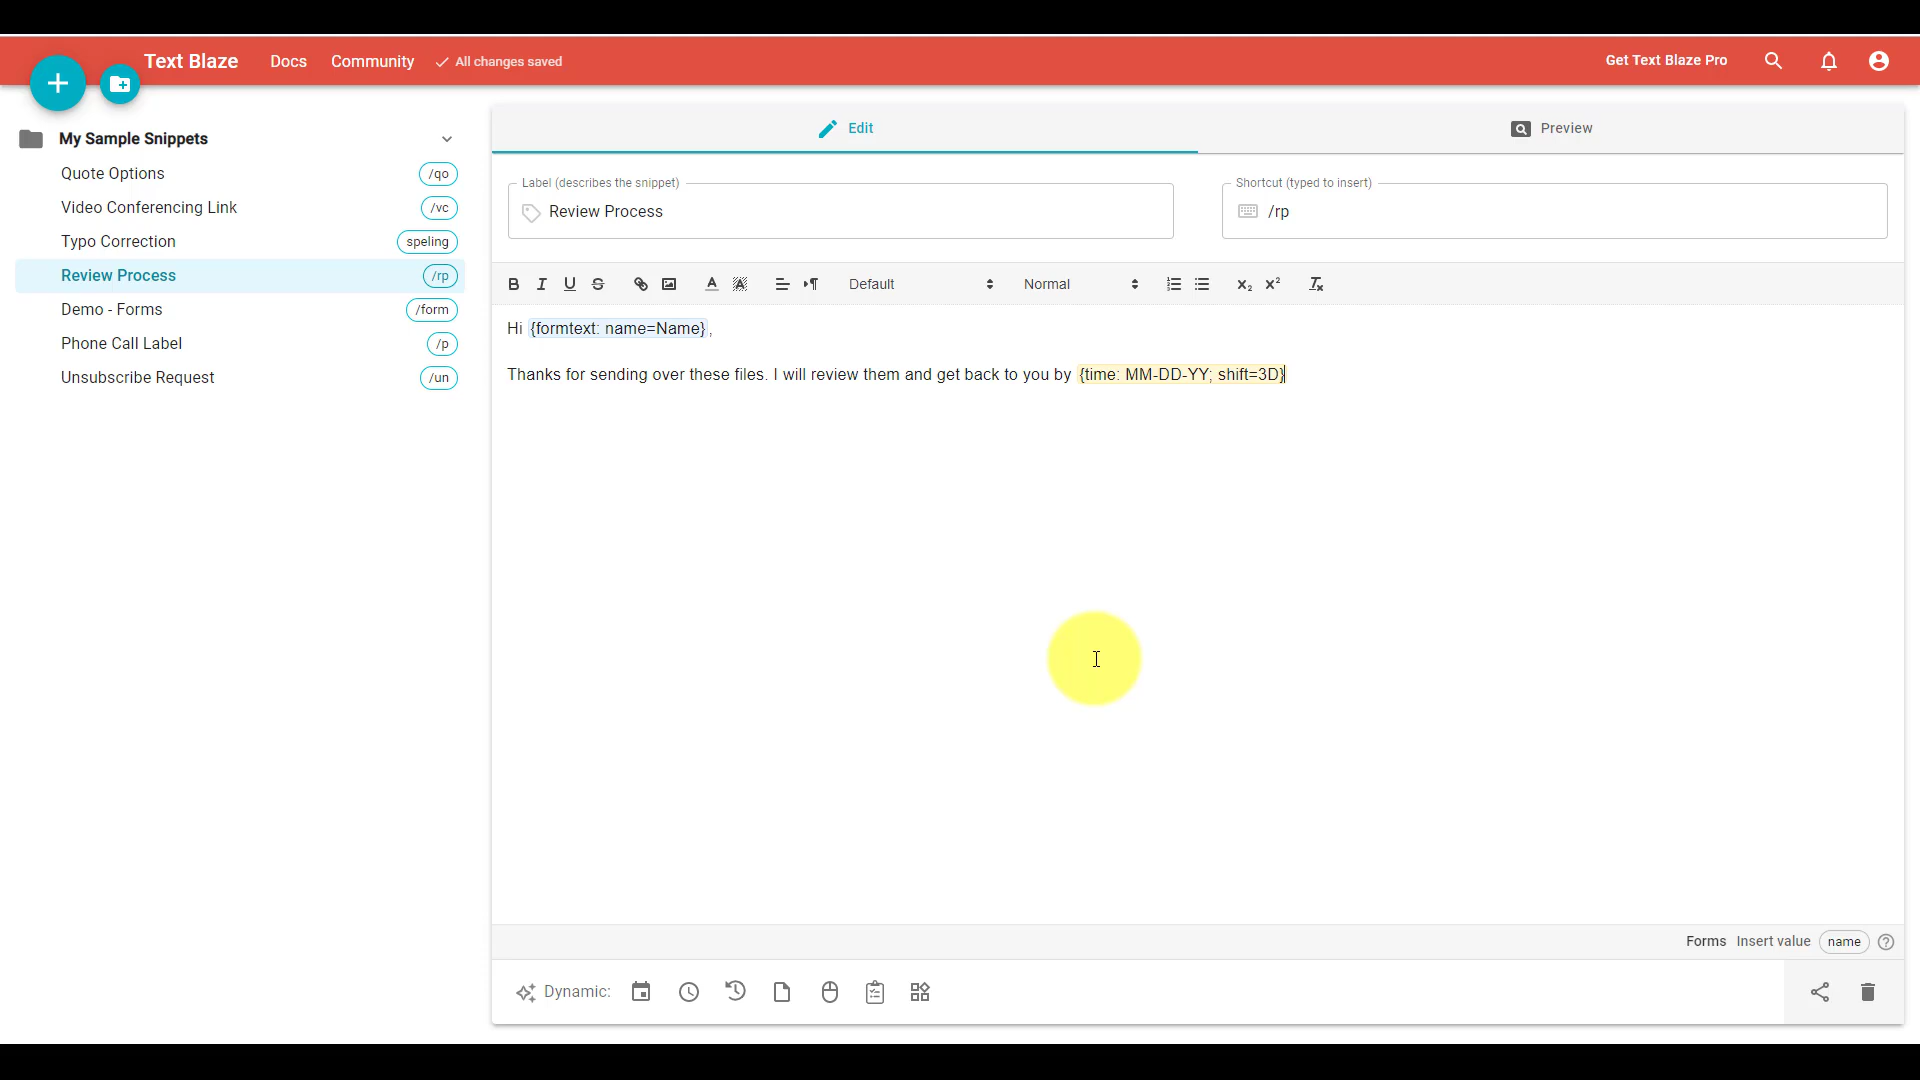 Text Blaze Docs Community All changes saved Get Text Blaze Pro
My Sample Snippets
Quote Options /qo
Video Conferencing Link /vc
Typo Correction speling
Review Process /rp
Demo - Forms /form
Phone Call Label /p
Unsubscribe Request /un
Edit Preview
Label (describes the snippet) Shortcut (typed to insert)
Review Process /rp
Default Normal
Hi {formtext: name=Name},
Thanks for sending over these files. I will review them and get back to you by {time: MM-DD-YY; shift=3D}
Forms Insert value name
Dynamic: